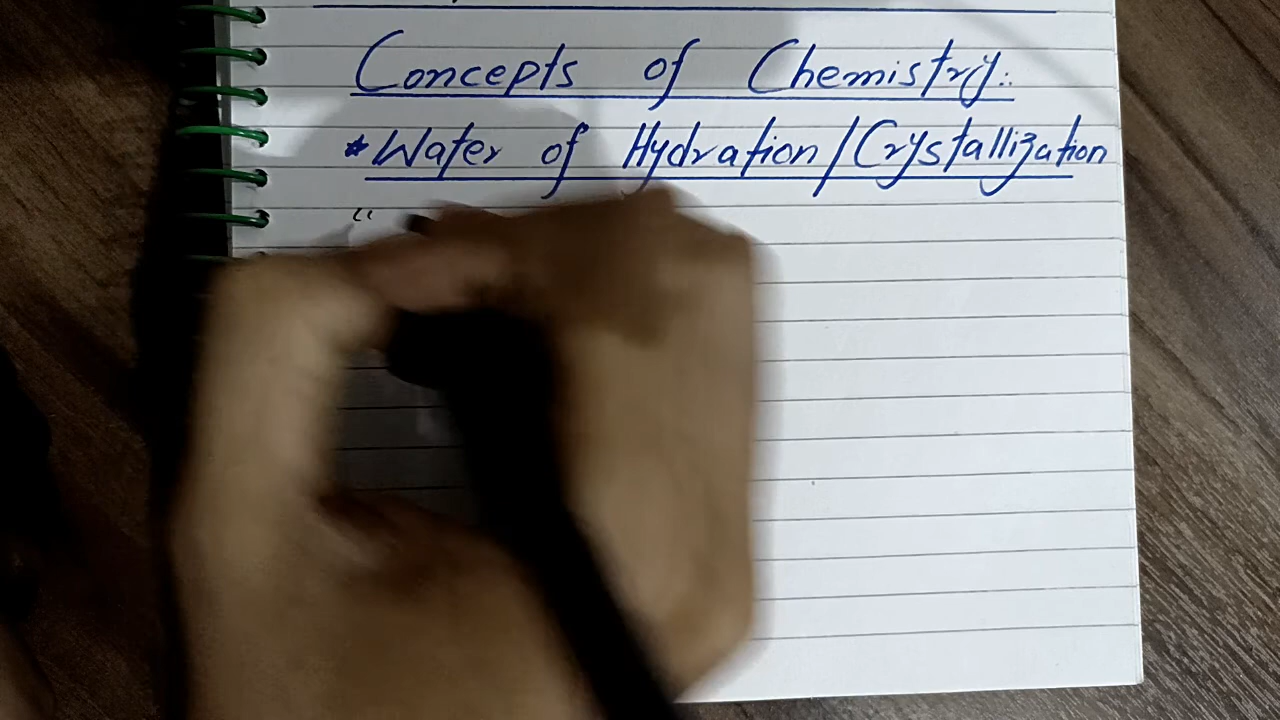 Concepts of Chemistry:.
* Water of Hydration/Crystallization
"